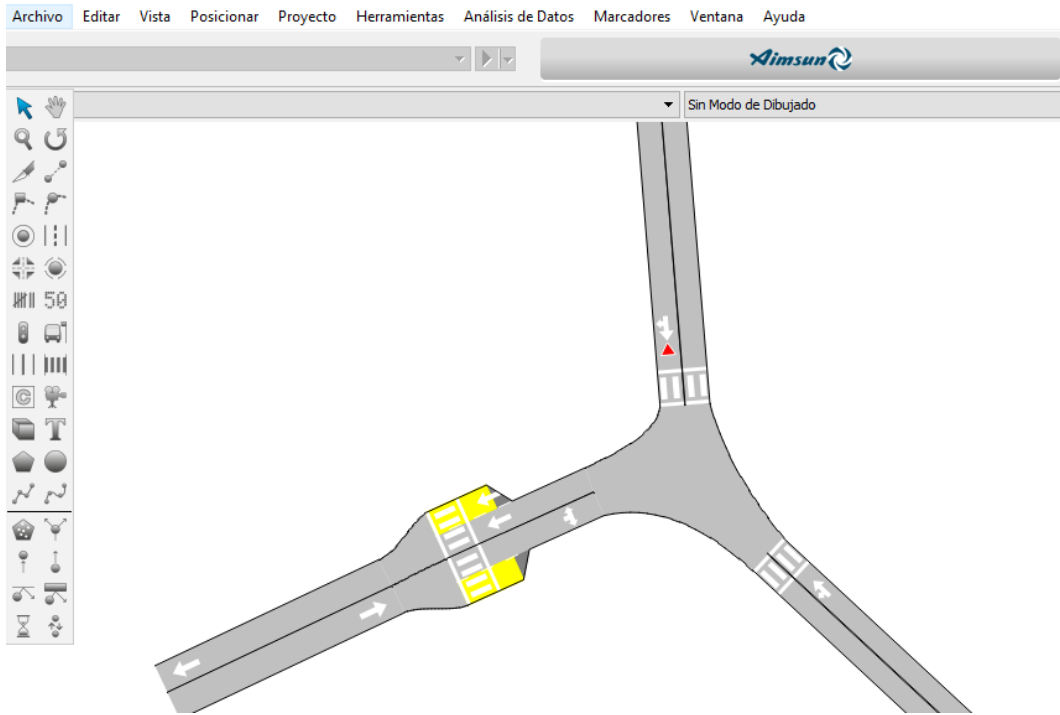 Archivo Editar Vista Posicionar Proyecto Herramientas Análisis de Datos Marcadores Ventana Ayuda
Aimsun
Sin Modo de Dibujado
50
C
T